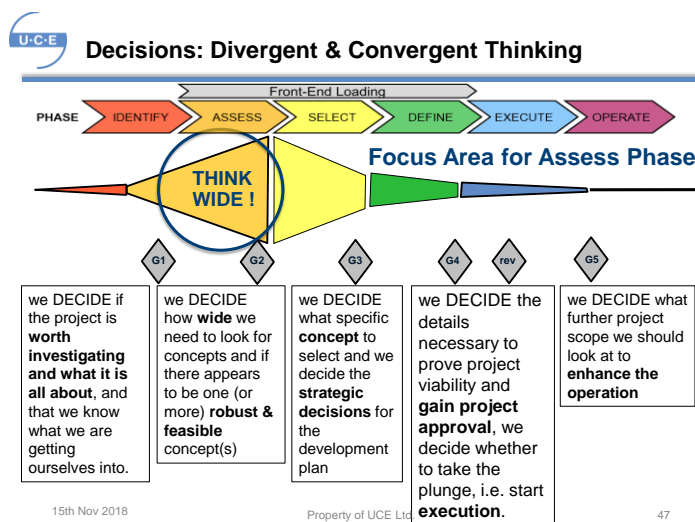 U·C·E
Decisions: Divergent & Convergent Thinking
Front-End Loading
PHASE IDENTIFY ASSESS SELECT DEFINE EXECUTE OPERATE
Focus Area for Assess Phase
THINK
WIDE !
G1 G2 G3 G4 rev G5
we DECIDE if
the project is
worth
investigating
and what it is
all about, and
that we know
what we are
getting
ourselves into.
we DECIDE
how wide we
need to look for
concepts and if
there appears
to be one (or
more) robust &
feasible
concept(s)
we DECIDE
what specific
concept to
select and we
decide the
strategic
decisions for
the
development
plan
we DECIDE the
details
necessary to
prove project
viability and
gain project
approval, we
decide whether
to take the
plunge, i.e. start
execution.
we DECIDE what
further project
scope we should
look at to
enhance the
operation
15th Nov 2018
Property of UCE Ltd.
47